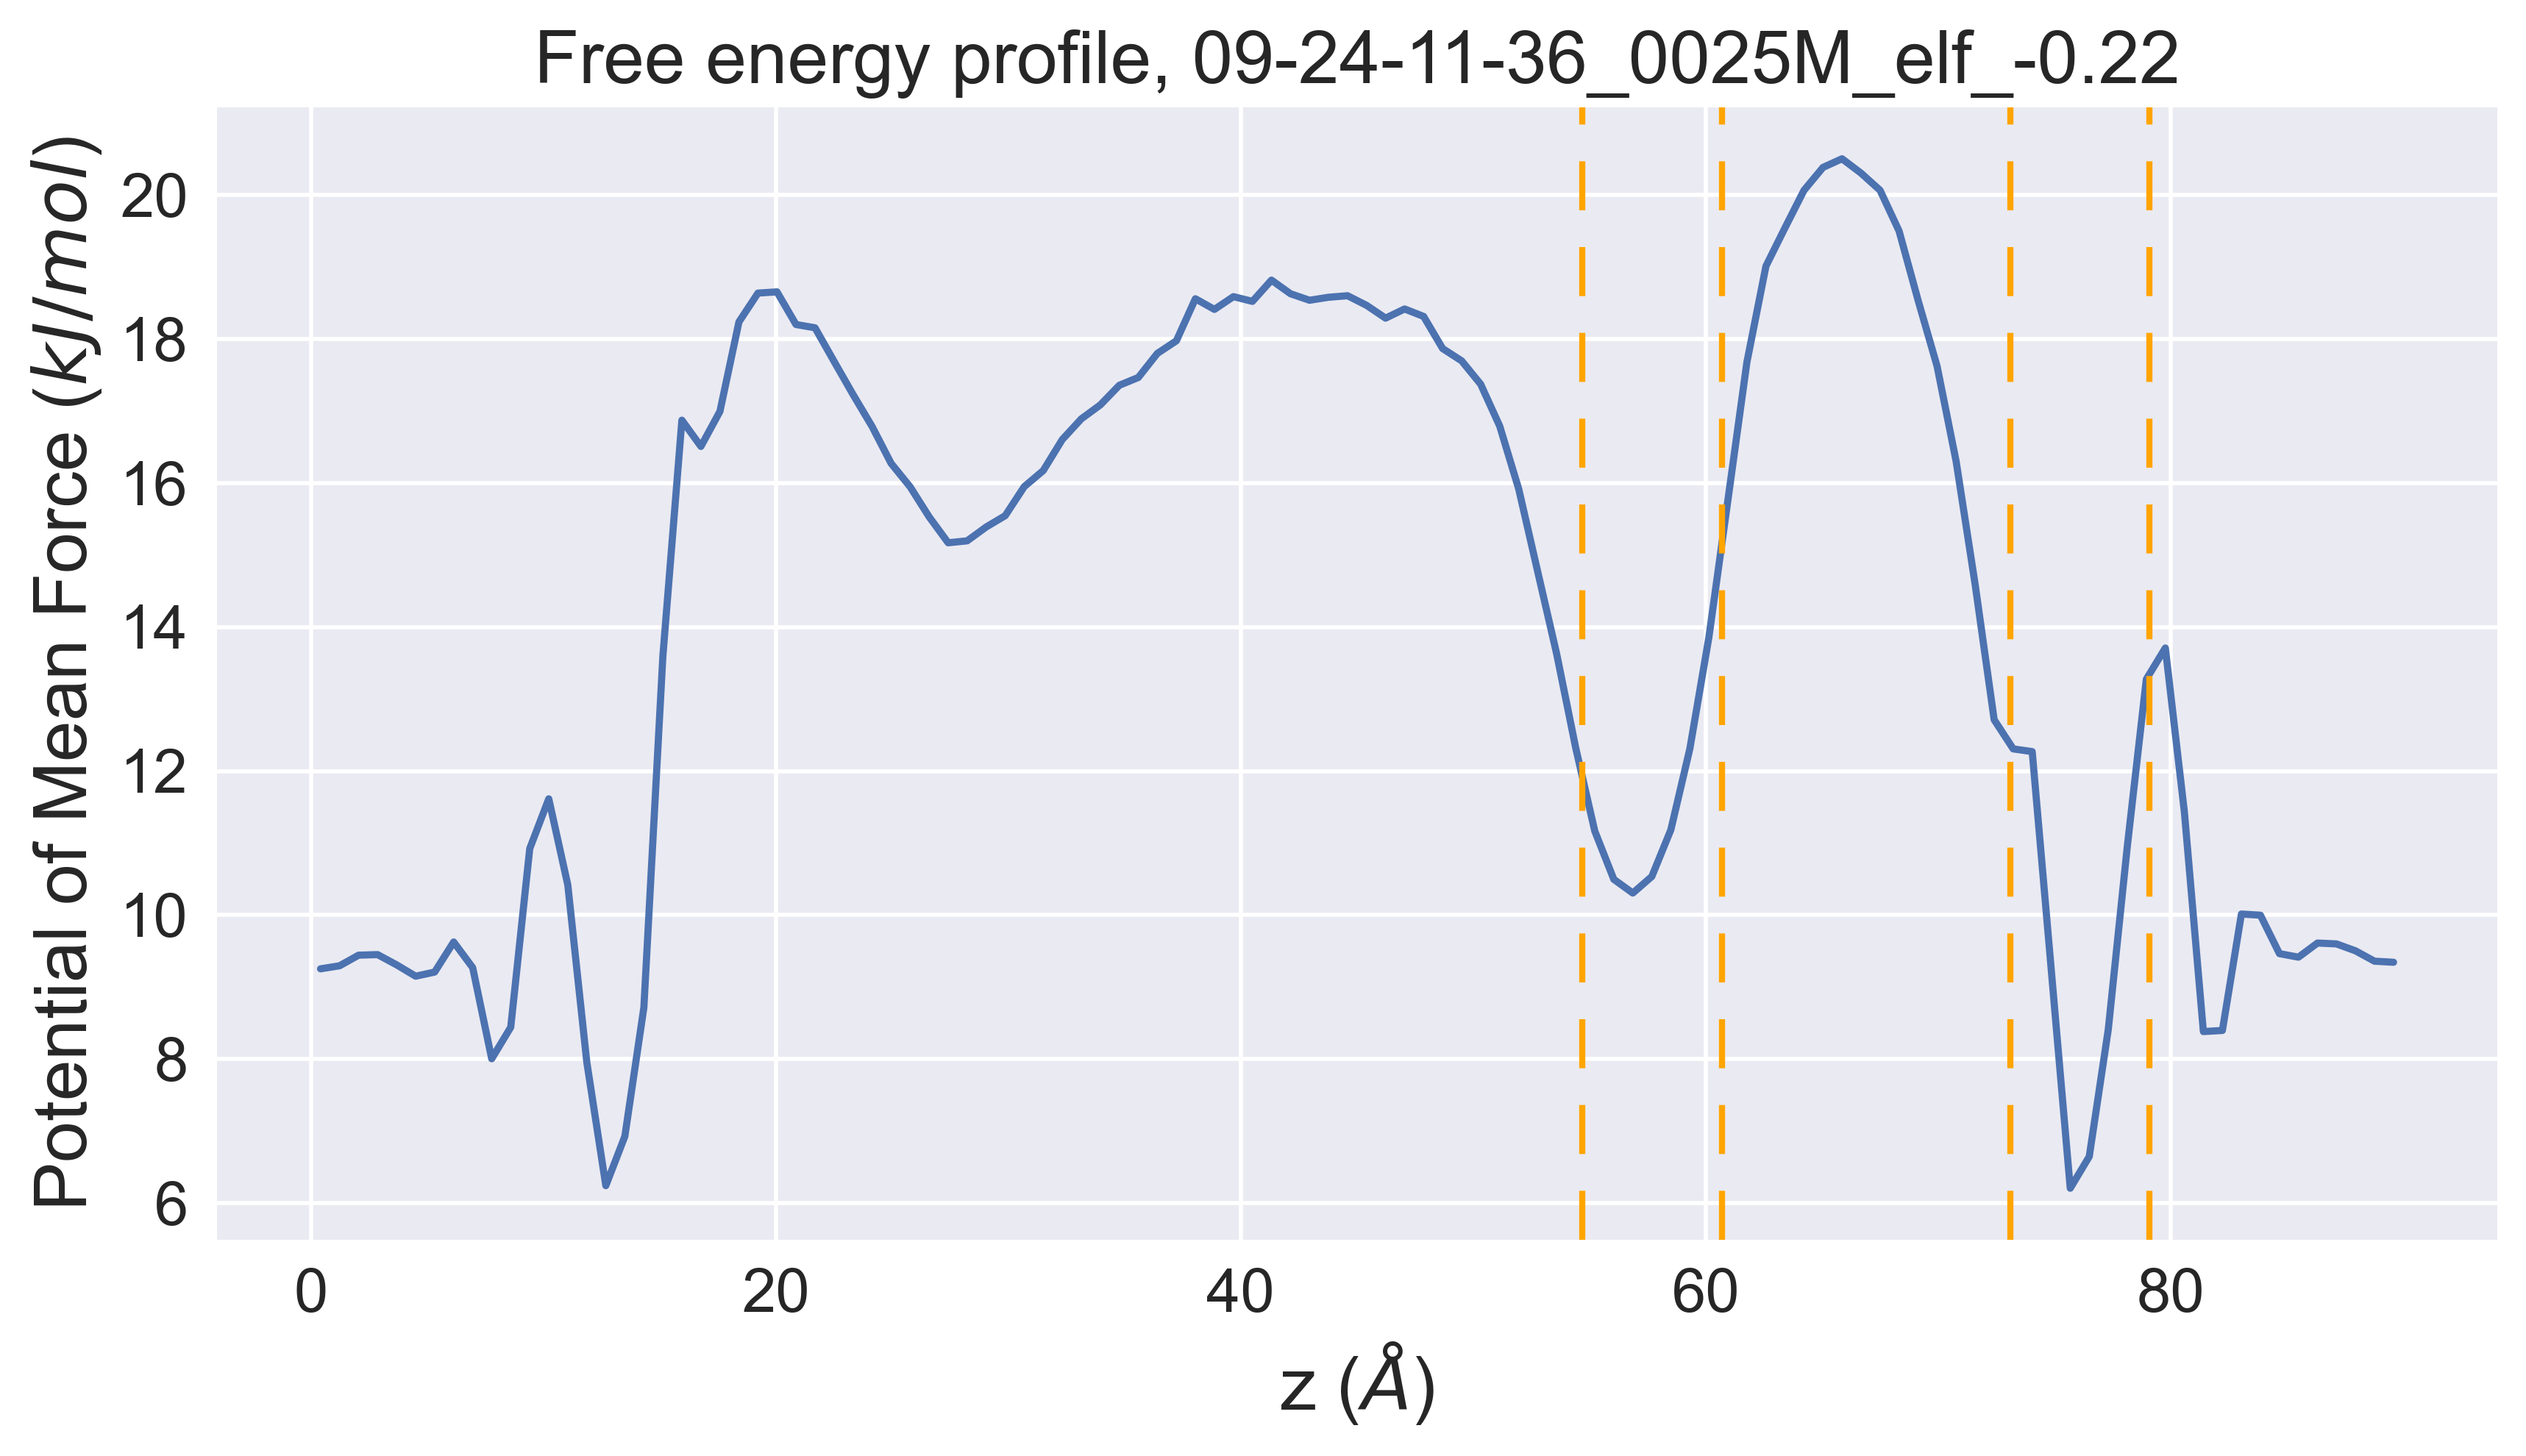 Free energy profile, 09-24-11-36_0025M_elf_-0.22
Potential of Mean Force (kJ/mol)
20
18
16
14
12
10
8
6
0 20 40 60 80
z (Å)